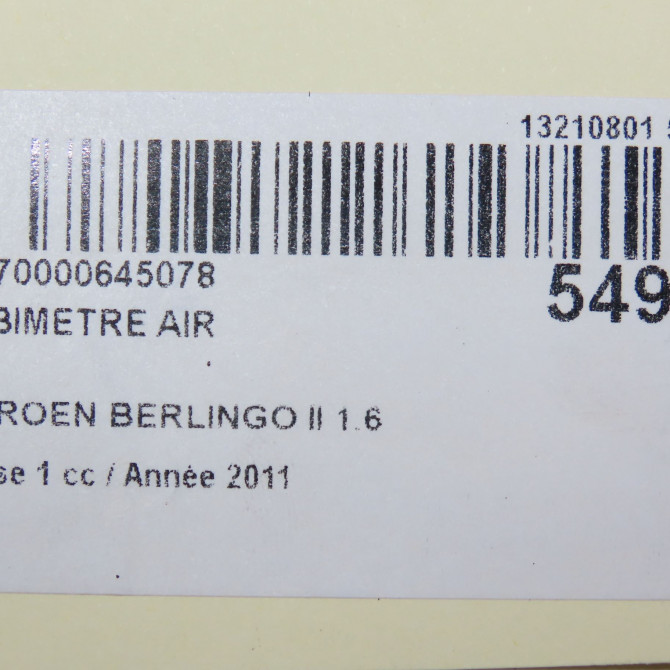 13210801
70000645078
549
BIMETRE AIR
ROEN BERLINGO II 1.6
se 1 cc / Année 2011